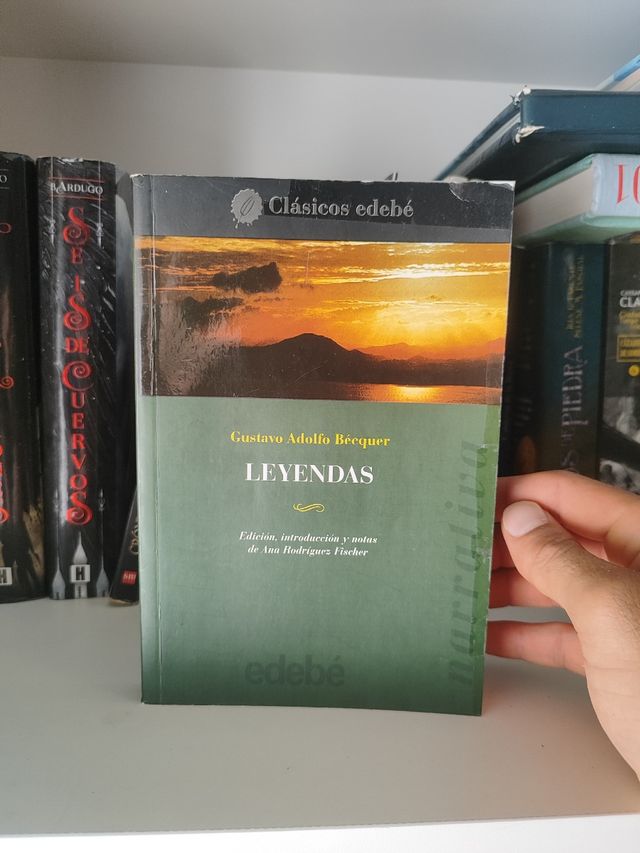 Clásicos edebé
Gustavo Adolfo Bécquer
LEYENDAS
Edición, introducción y notas
de Ana Rodríguez Fischer
narrativa
edebé
BARDUGO
SEIS DE CUERVOS
H
H
PIEDRA